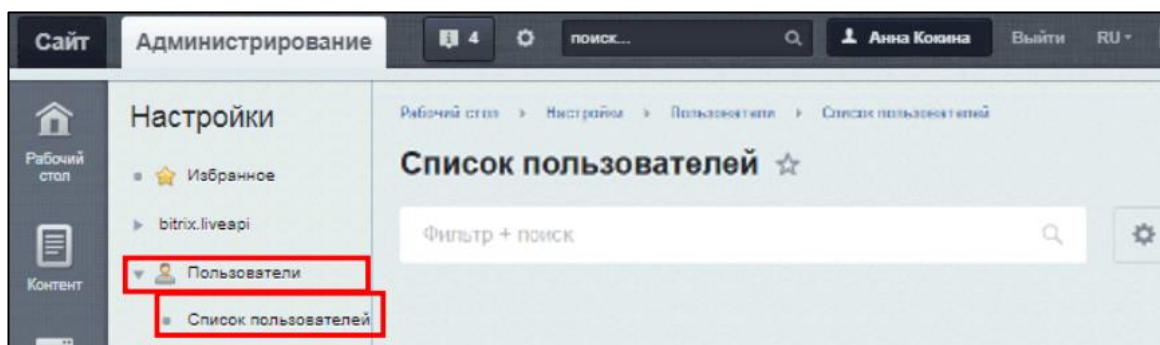 Сайт
Администрирование
4
поиск...
Анна Кокина
Выйти
RU
Рабочий стол
Контент
Настройки
Избранное
bitrix.liveapi
Пользователи
Список пользователей
Рабочий стол > Настройки > Пользователи > Список пользователей
Список пользователей
Фильтр + поиск